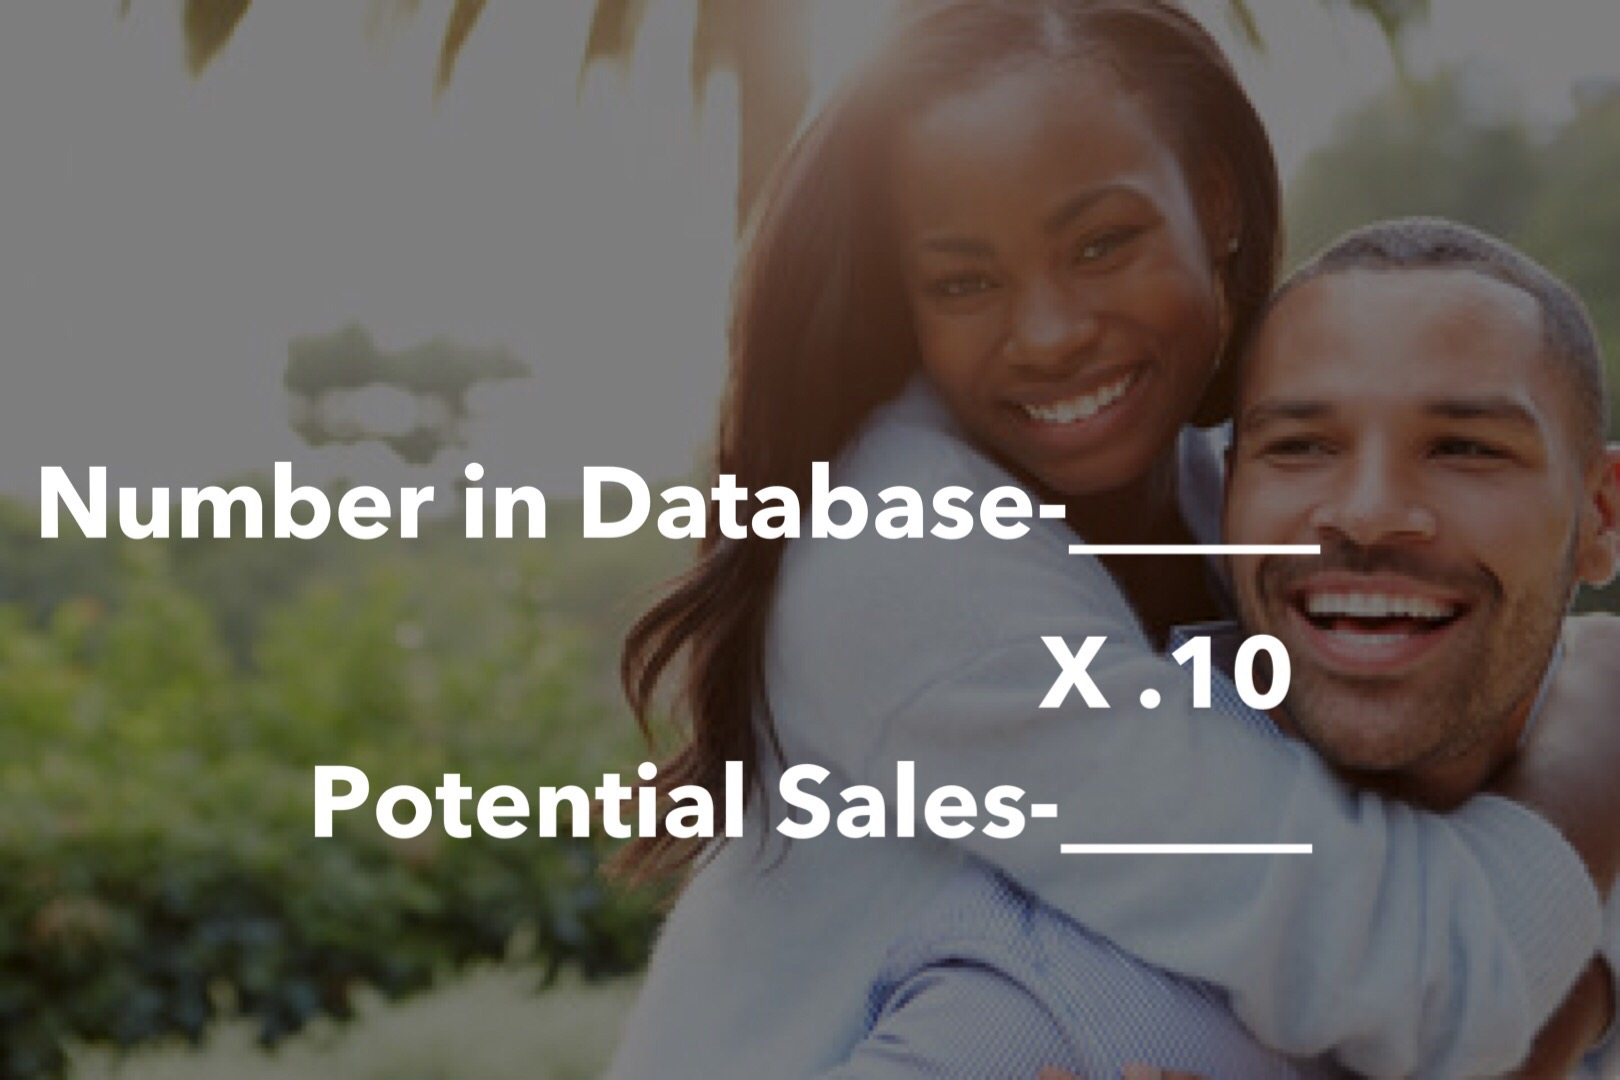 Number in Database-_____
X .10
Potential Sales-_____